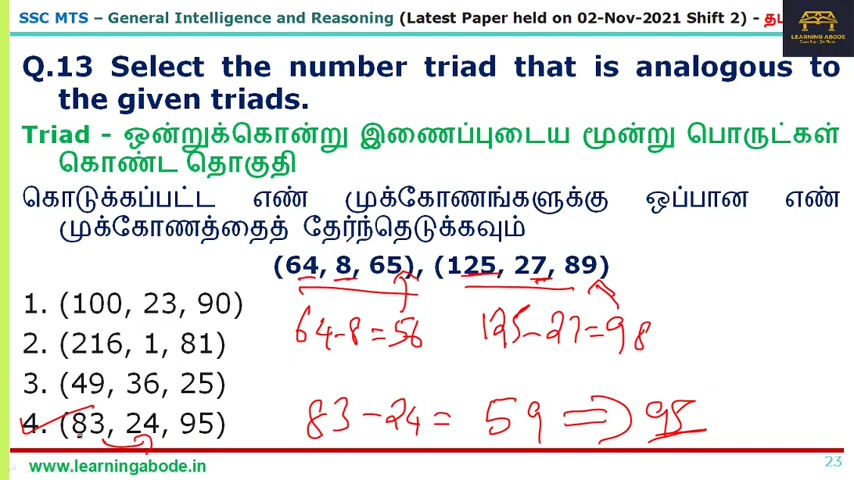 SSC MTS – General Intelligence and Reasoning (Latest Paper held on 02-Nov-2021 Shift 2) -
LEARNING ABODE
Q.13 Select the number triad that is analogous to
the given triads.
Triad - ஒன்றுக்கொன்று இணைப்புடைய மூன்று பொருட்கள்
கொண்ட தொகுதி
கொடுக்கப்பட்ட எண் முக்கோணங்களுக்கு ஒப்பான எண்
முக்கோணத்தைத் தேர்ந்தெடுக்கவும்
(64, 8, 65), (125, 27, 89)
1. (100, 23, 90)
2. (216, 1, 81)
3. (49, 36, 25)
4. (83, 24, 95)
64-8=56
125-27=98
83-24= 59 ⇒ 95
www.learningabode.in
23